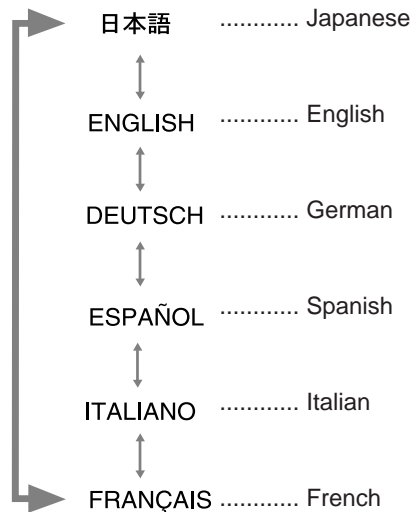 日本語 ............ Japanese
ENGLISH ............ English
DEUTSCH ............ German
ESPAÑOL ............ Spanish
ITALIANO ............ Italian
FRANÇAIS ............ French